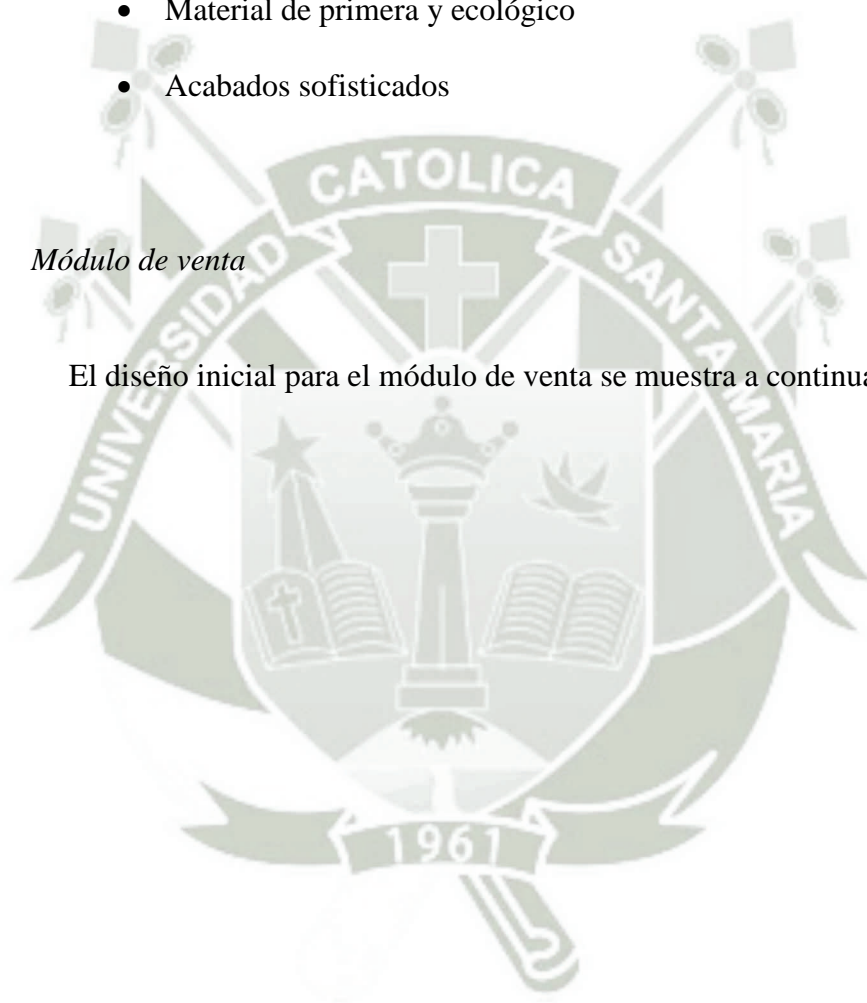 • Material de primera y ecológico
• Acabados sofisticados
CATOLICA
UNIVERSIDAD
SANTA MARIA
Módulo de venta
El diseño inicial para el módulo de venta se muestra a continua
1961